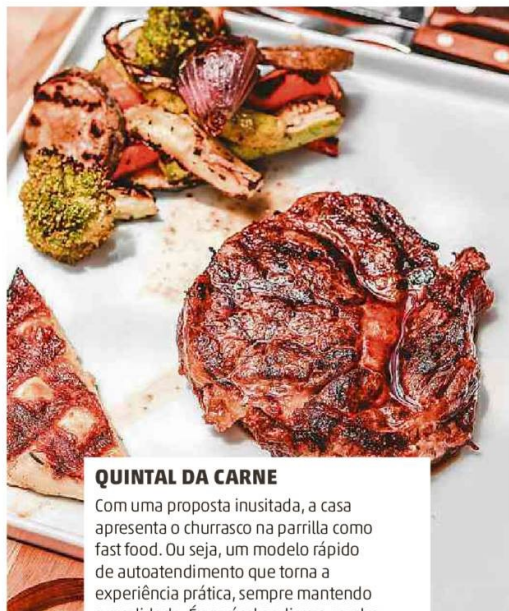 QUINTAL DA CARNE
Com uma proposta inusitada, a casa
apresenta o churrasco na parrilla como
fast food. Ou seja, um modelo rápido
de autoatendimento que torna a
experiência prática, sempre mantendo